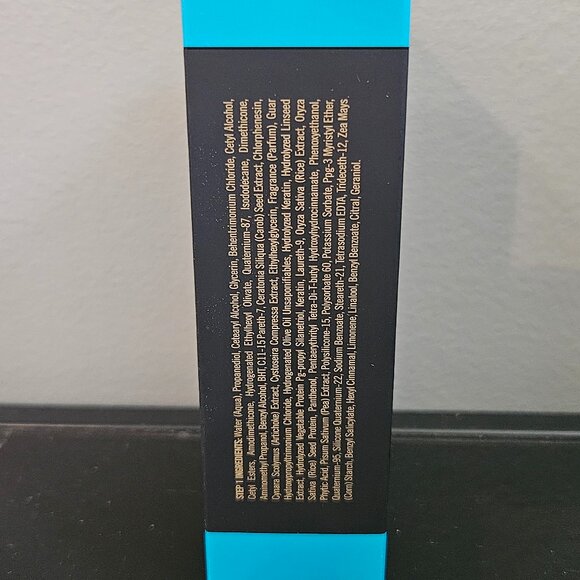 STEP 1 INGREDIENTS: Water (Aqua), Propanediol, Cetearyl Alcohol, Glycerin, Behentrimonium Chloride, Cetyl Alcohol,
Cetyl Esters, Amodimethicone, Hydrogenated Ethylhexyl Olivate, Quaternium-87, Isododecane, Dimethicone,
Aminomethyl Propanol, Benzyl Alcohol, BHT, C11-15 Pareth-7, Ceratonia Siliqua (Carob) Seed Extract, Chlorphenesin,
Cynara Scolymus (Artichoke) Extract, Cystoseira Compressa Extract, Ethylhexylglycerin, Fragrance (Parfum), Guar
Hydroxypropyltrimonium Chloride, Hydrogenated Olive Oil Unsaponifiables, Hydrolyzed Keratin, Hydrolyzed Linseed
Extract, Hydrolyzed Vegetable Protein Pg-propyl Silanetriol, Keratin, Laureth-9, Oryza Sativa (Rice) Extract, Oryza
Sativa (Rice) Seed Protein, Panthenol, Pentaerythrityl Tetra-Di-T-butyl Hydroxyhydrocinnamate, Phenoxyethanol,
Phytic Acid, Pisum Sativum (Pea) Extract, Polysilicone-15, Polysorbate 60, Potassium Sorbate, Ppg-3 Myristyl Ether,
Quaternium-95, Silicone Quaternium-22, Sodium Benzoate, Steareth-21, Tetrasodium EDTA, Trideceth-12, Zea Mays
(Corn) Starch, Benzyl Salicylate, Hexyl Cinnamal, Limonene, Linalool, Benzyl Benzoate, Citral, Geraniol.